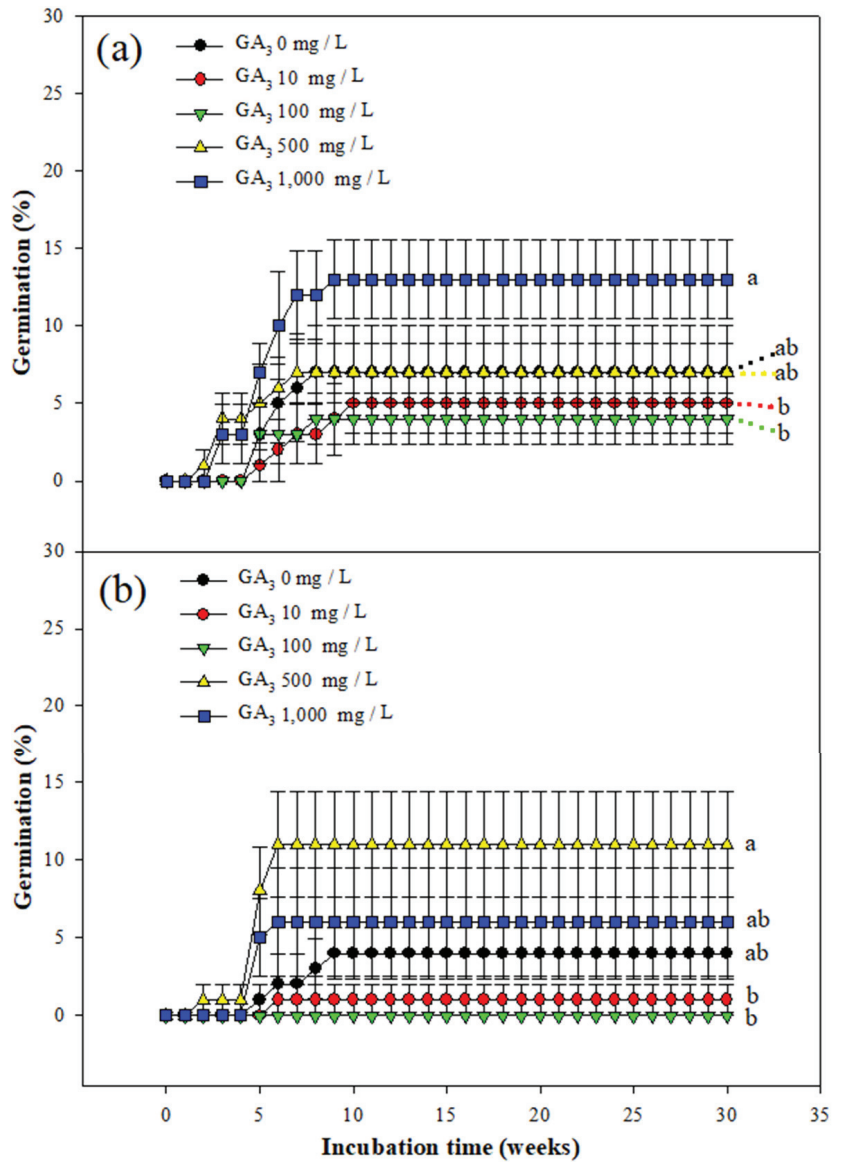 30
25
20
15
10
5
0
Germination (%)
(a)
GA3 0 mg / L
GA3 10 mg / L
GA3 100 mg / L
GA3 500 mg / L
GA3 1,000 mg / L
a
ab
ab
b
b
30
25
20
15
10
5
0
Germination (%)
(b)
GA3 0 mg / L
GA3 10 mg / L
GA3 100 mg / L
GA3 500 mg / L
GA3 1,000 mg / L
a
ab
ab
b
b
0 5 10 15 20 25 30 35
Incubation time (weeks)